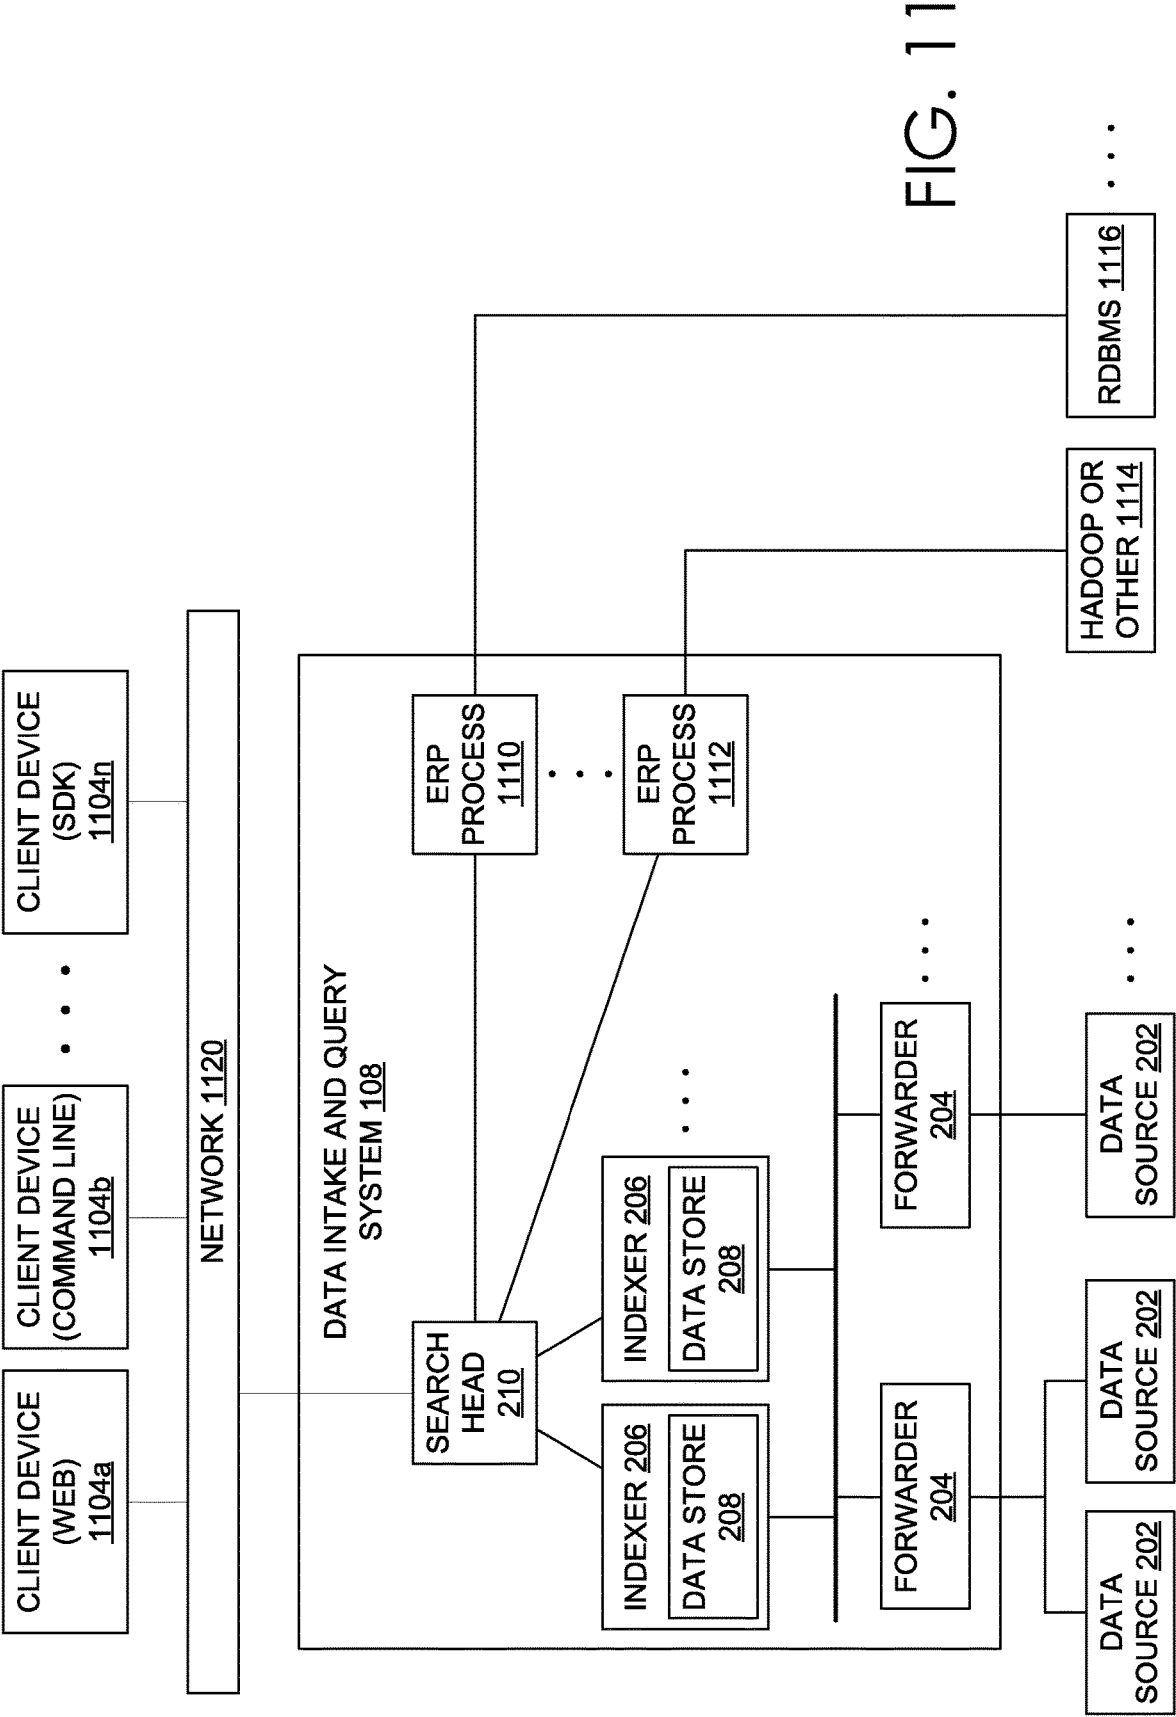 CLIENT DEVICE
(WEB)
1104a
CLIENT DEVICE
(COMMAND LINE)
1104b
CLIENT DEVICE
(SDK)
1104n
NETWORK 1120
DATA INTAKE AND QUERY
SYSTEM 108
SEARCH
HEAD
210
ERP
PROCESS
1110
ERP
PROCESS
1112
INDEXER 206
DATA STORE
208
INDEXER 206
DATA STORE
208
FORWARDER
204
FORWARDER
204
DATA
SOURCE 202
DATA
SOURCE 202
DATA
SOURCE 202
HADOOP OR
OTHER 1114
RDBMS 1116
FIG. 11